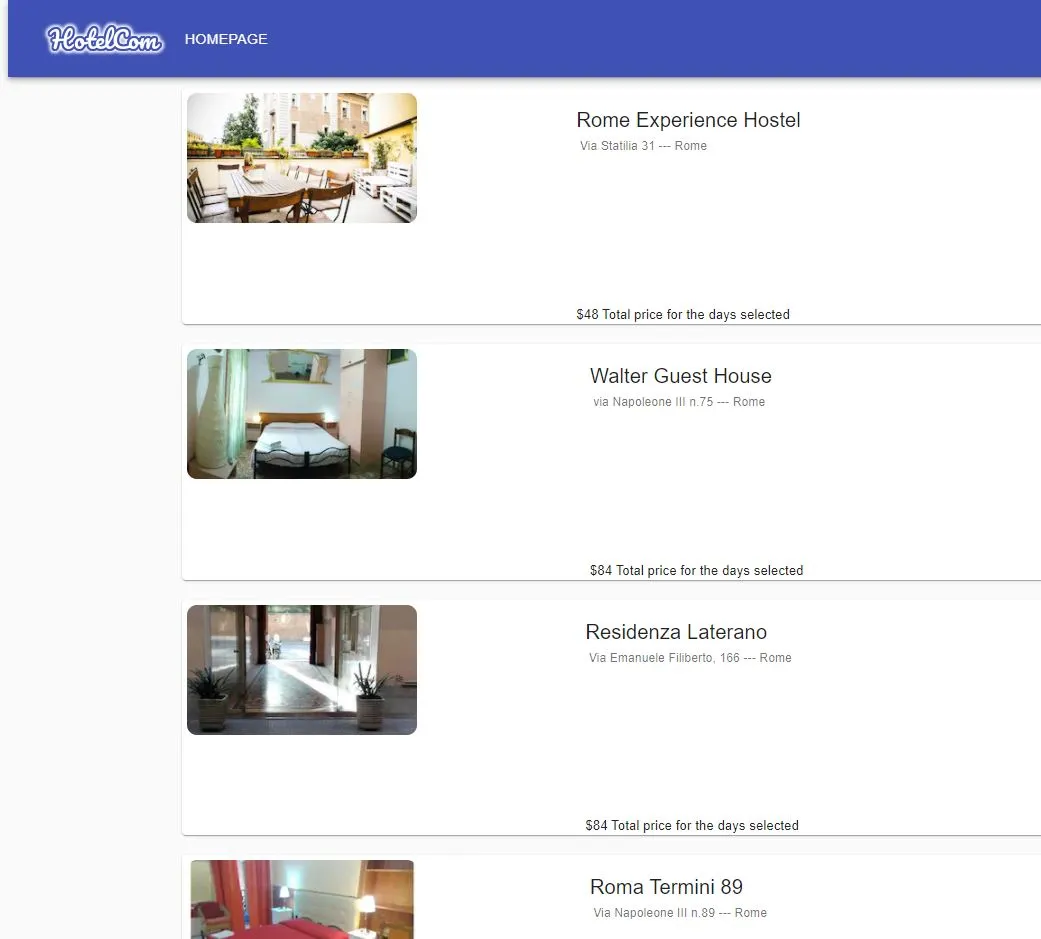 HotelCom HOMEPAGE
Rome Experience Hostel
Via Statilia 31 --- Rome
$48 Total price for the days selected
Walter Guest House
via Napoleone III n.75 --- Rome
$84 Total price for the days selected
Residenza Laterano
Via Emanuele Filiberto, 166 --- Rome
$84 Total price for the days selected
Roma Termini 89
Via Napoleone III n.89 --- Rome